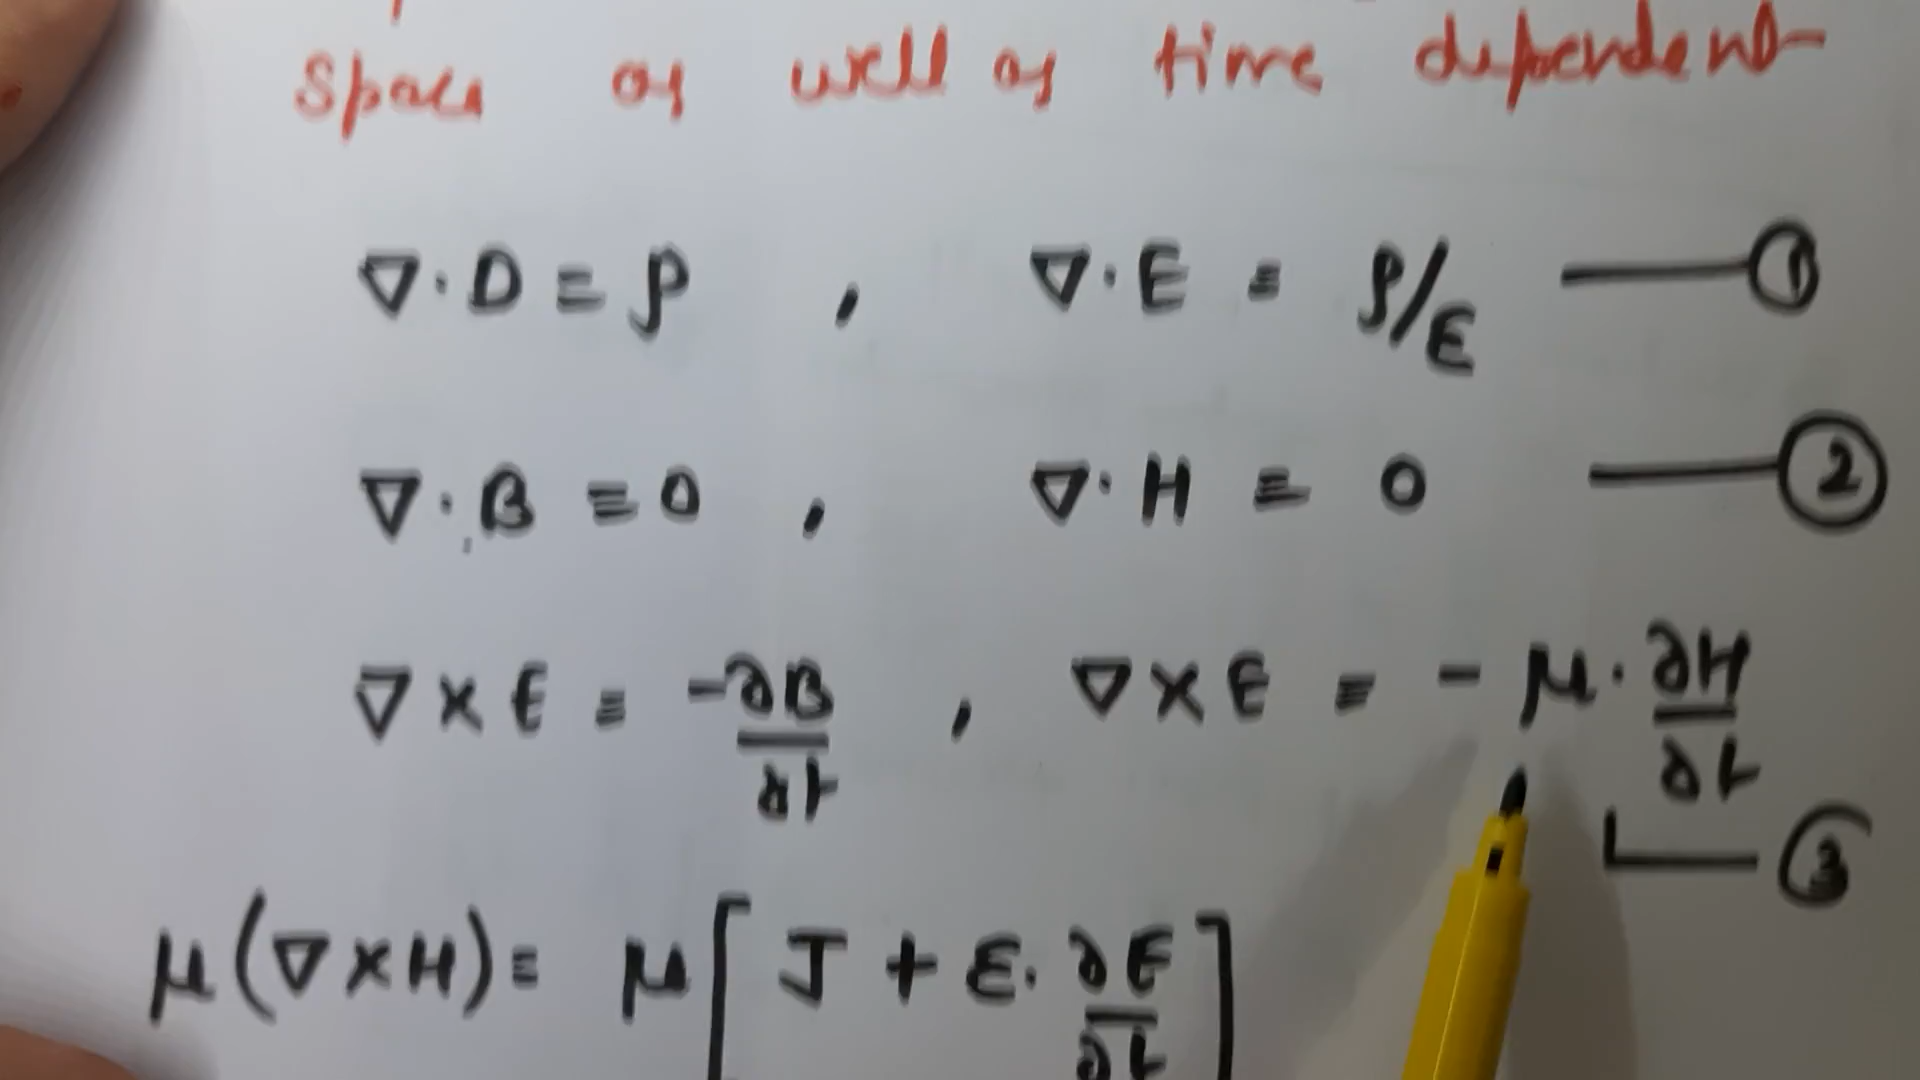 space as well as time dependent
∇·D = ρ , ∇·E = ρ/ε — ①
∇·B = 0 , ∇·H = 0 — ②
∇×E = -∂B/∂t , ∇×E = - μ·∂H/∂t
③
μ(∇×H) = μ[J + ε·∂E/∂t]